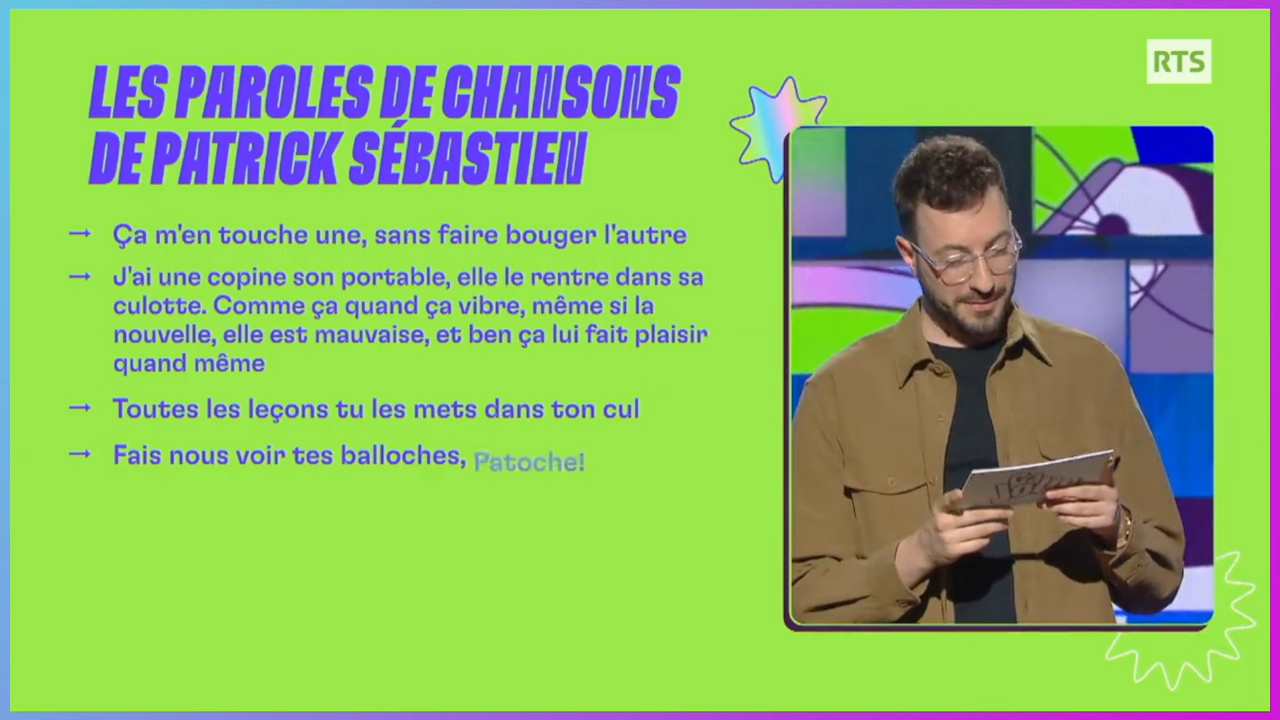 LES PAROLES DE CHANSONS
DE PATRICK SÉBASTIEN
RTS
→ Ça m'en touche une, sans faire bouger l'autre
→ J'ai une copine son portable, elle le rentre dans sa
culotte. Comme ça quand ça vibre, même si la
nouvelle, elle est mauvaise, et ben ça lui fait plaisir
quand même
→ Toutes les leçons tu les mets dans ton cul
→ Fais nous voir tes balloches, Patoche!